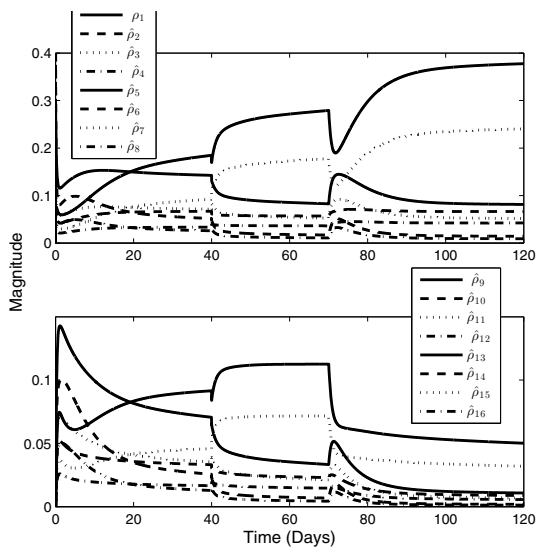 ρ₁
ρ̂₂
ρ̂₃
ρ̂₄
ρ̂₅
ρ̂₆
ρ̂₇
ρ̂₈
0.4
0.3
0.2
0.1
0
0 20 40 60 80 100 120
Magnitude
ρ̂₉
ρ̂₁₀
ρ̂₁₁
ρ̂₁₂
ρ̂₁₃
ρ̂₁₄
ρ̂₁₅
ρ̂₁₆
0.1
0.05
0
0 20 40 60 80 100 120
Time (Days)